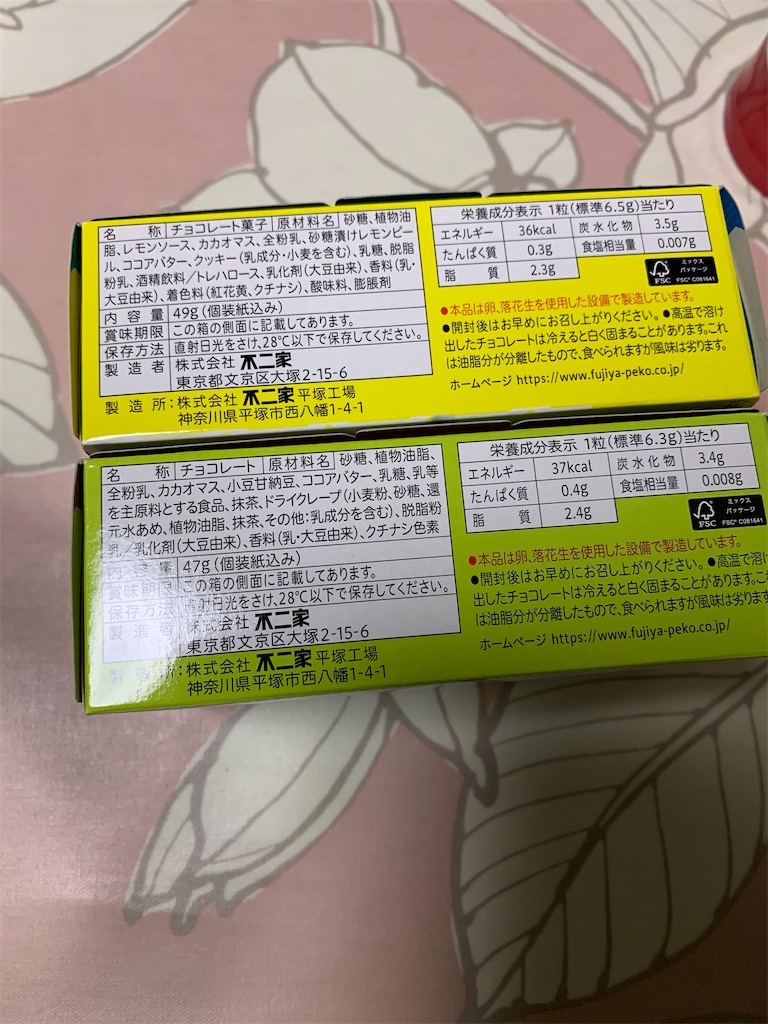 名 称 チョコレート菓子 原材料名 砂糖、植物油
脂、レモンソース、カカオマス、全粉乳、砂糖漬けレモンピー
ル、ココアバター、クッキー(乳成分・小麦を含む)、乳糖、脱脂
粉乳、酒精飲料/トレハロース、乳化剤(大豆由来)、香料(乳・
大豆由来)、着色料(紅花黄、クチナシ)、酸味料、膨脹剤
内 容 量 49g(個装紙込み)
賞味期限 この箱の側面に記載してあります。
保存方法 直射日光をさけ、28℃以下で保存してください。
製 造 者 株式会社 不二家
東京都文京区大塚2-15-6
製 造 所:株式会社 不二家 平塚工場
神奈川県平塚市西八幡1-4-1
栄養成分表示 1粒(標準6.5g)当たり
エネルギー 36kcal 炭水化物 3.5g
たんぱく質 0.3g 食塩相当量 0.007g
脂 質 2.3g
FSC ミックス パッケージ FSC® C081641
●本品は卵、落花生を使用した設備で製造しています。
●開封後はお早めにお召し上がりください。●高温で溶け
出したチョコレートは冷えると白く固まることがあります。これ
は油脂分が分離したもので、食べられますが風味は劣ります。
ホームページ https://www.fujiya-peko.co.jp/
名 称 チョコレート 原材料名 砂糖、植物油脂、
全粉乳、カカオマス、小豆甘納豆、ココアバター、乳糖、乳等
を主原料とする食品、抹茶、ドライクレープ(小麦粉、砂糖、還
元水あめ、植物油脂、抹茶、その他:乳成分を含む)、脱脂粉
乳/乳化剤(大豆由来)、香料(乳・大豆由来)、クチナシ色素
内 容 量 47g(個装紙込み)
賞味期限 この箱の側面に記載してあります。
保存方法 直射日光をさけ、28℃以下で保存してください。
製 造 者 株式会社 不二家
東京都文京区大塚2-15-6
製 造 所:株式会社 不二家 平塚工場
神奈川県平塚市西八幡1-4-1
栄養成分表示 1粒(標準6.3g)当たり
エネルギー 37kcal 炭水化物 3.4g
たんぱく質 0.4g 食塩相当量 0.008g
脂 質 2.4g
FSC ミックス パッケージ FSC® C081641
●本品は卵、落花生を使用した設備で製造しています。
●開封後はお早めにお召し上がりください。●高温で溶け
出したチョコレートは冷えると白く固まることがあります。こ
は油脂分が分離したもので、食べられますが風味は劣ります
ホームページ https://www.fujiya-peko.co.jp/